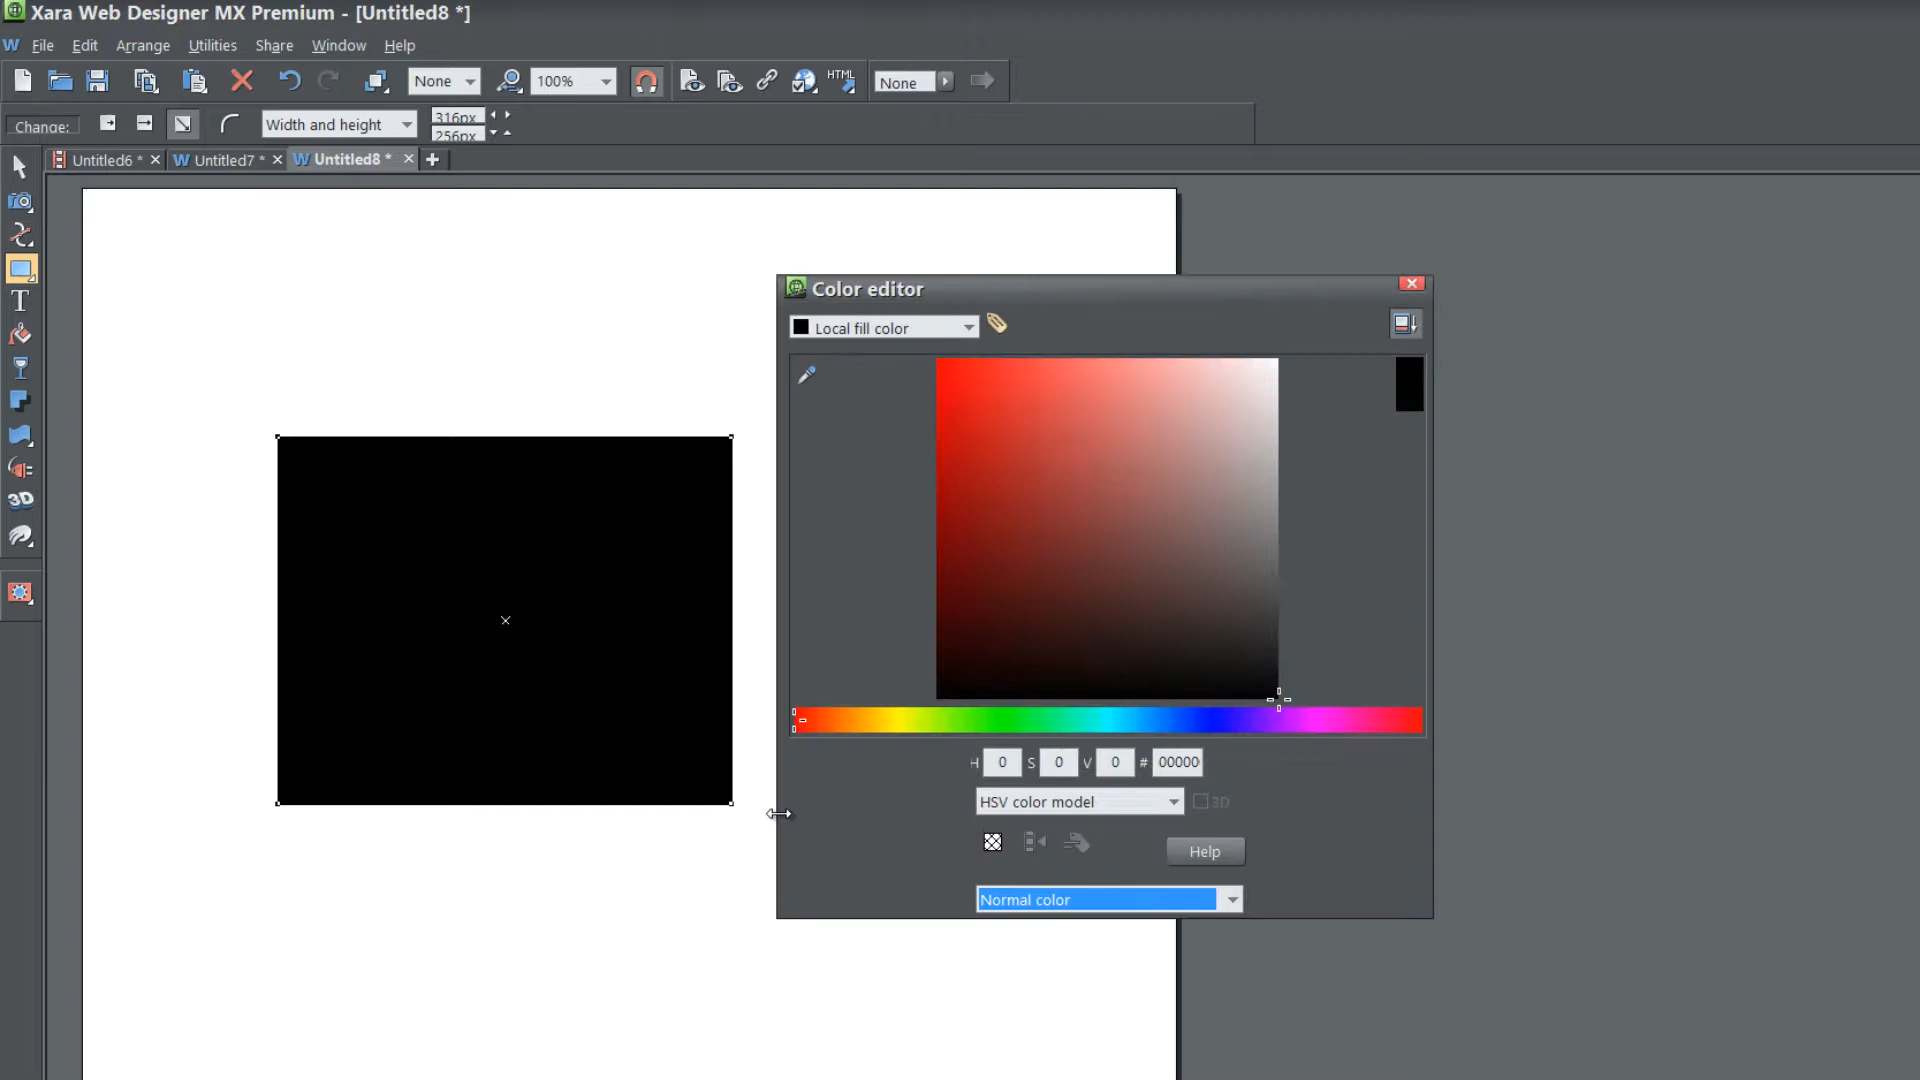 Xara Web Designer MX Premium - [Untitled8 *]
W File Edit Arrange Utilities Share Window Help
None 100% HTML None
Change: Width and height 316px
256px
Untitled6 * W Untitled7 * W Untitled8 *
Color editor
Local fill color
T
3D
H 0 S 0 V 0 # 00000
HSV color model 3D
Help
Normal color